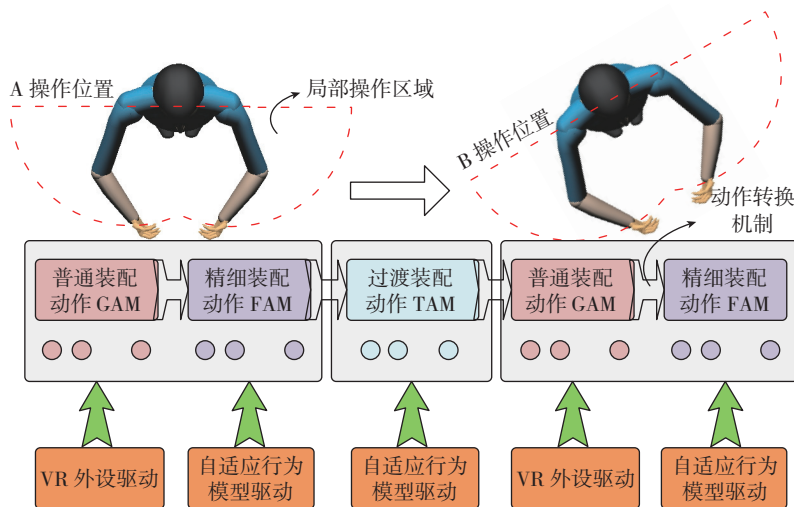 A 操作位置
局部操作区域
B 操作位置
动作转换
机制
普通装配
动作 GAM
精细装配
动作 FAM
过渡装配
动作 TAM
普通装配
动作 GAM
精细装配
动作 FAM
VR 外设驱动
自适应行为
模型驱动
自适应行为
模型驱动
VR 外设驱动
自适应行为
模型驱动